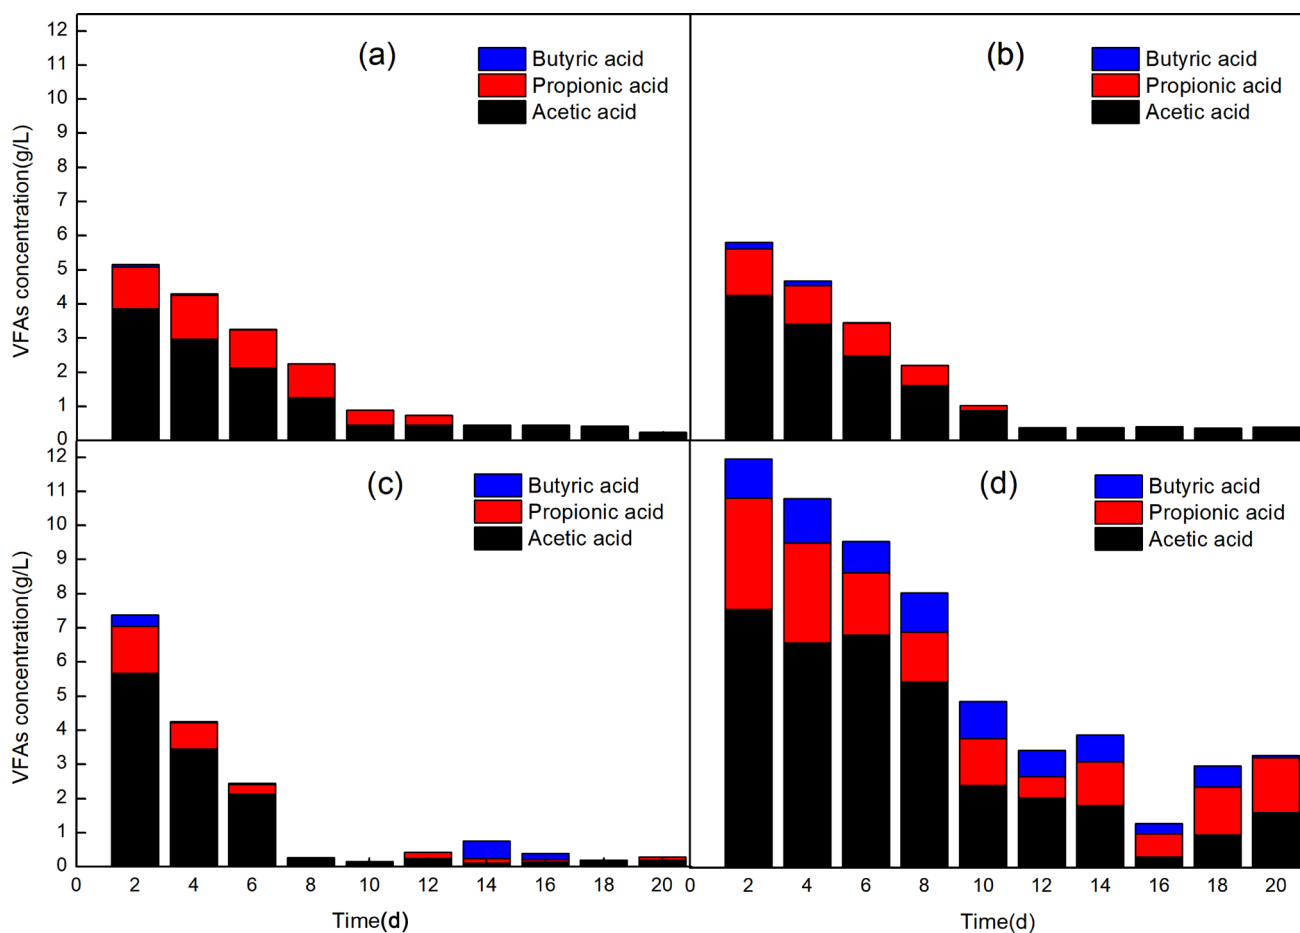 12
11
10
9
8
7
6
5
4
3
2
1
0
VFAs concentration(g/L)
(a)
Butyric acid
Propionic acid
Acetic acid
(b)
Butyric acid
Propionic acid
Acetic acid
12
11
10
9
8
7
6
5
4
3
2
1
0
VFAs concentration(g/L)
(c)
Butyric acid
Propionic acid
Acetic acid
(d)
Butyric acid
Propionic acid
Acetic acid
0 2 4 6 8 10 12 14 16 18 20
0 2 4 6 8 10 12 14 16 18 20
Time(d)
Time(d)